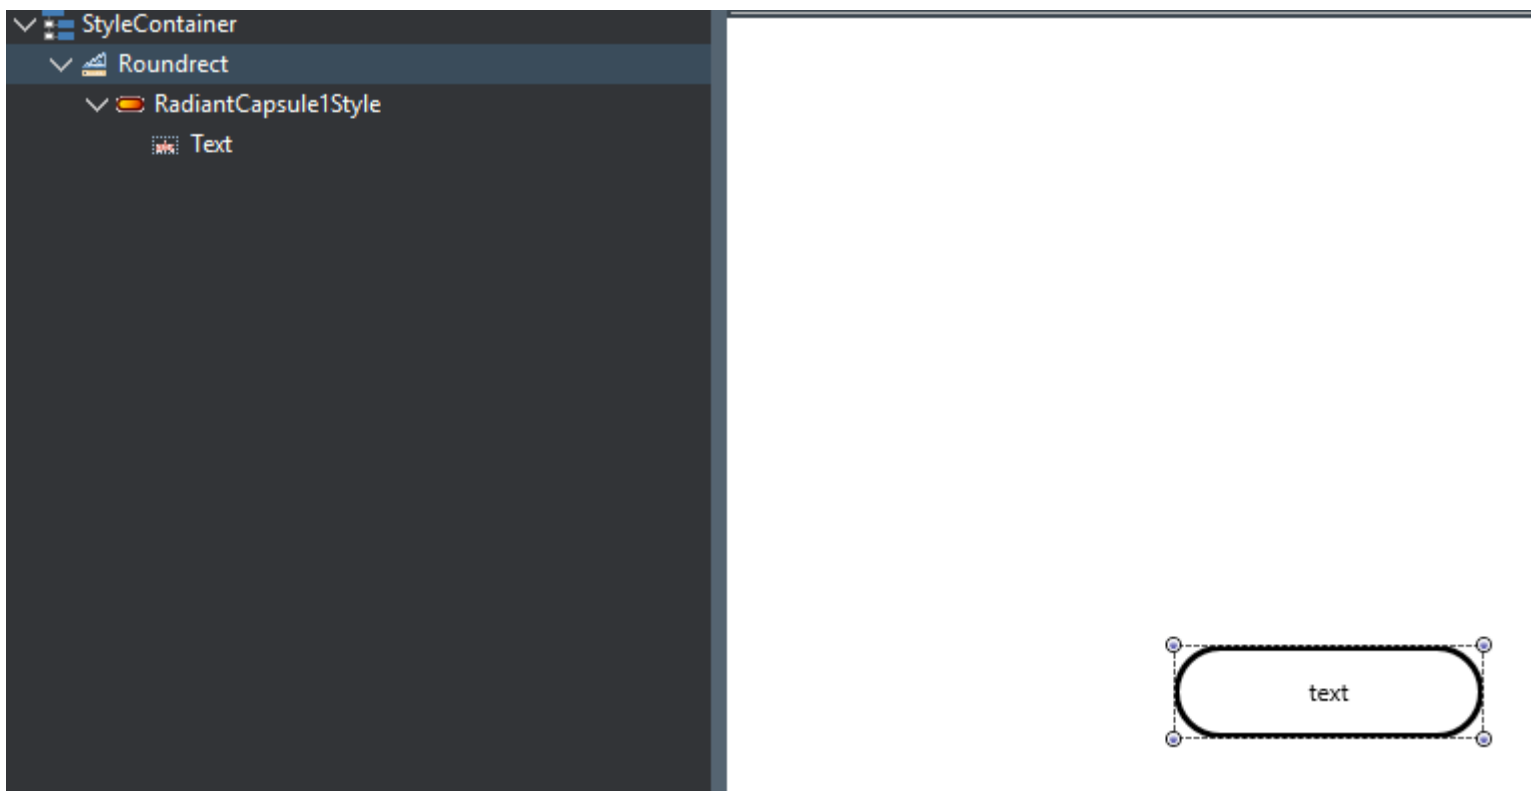 StyleContainer
Roundrect
RadiantCapsule1Style
Text
text